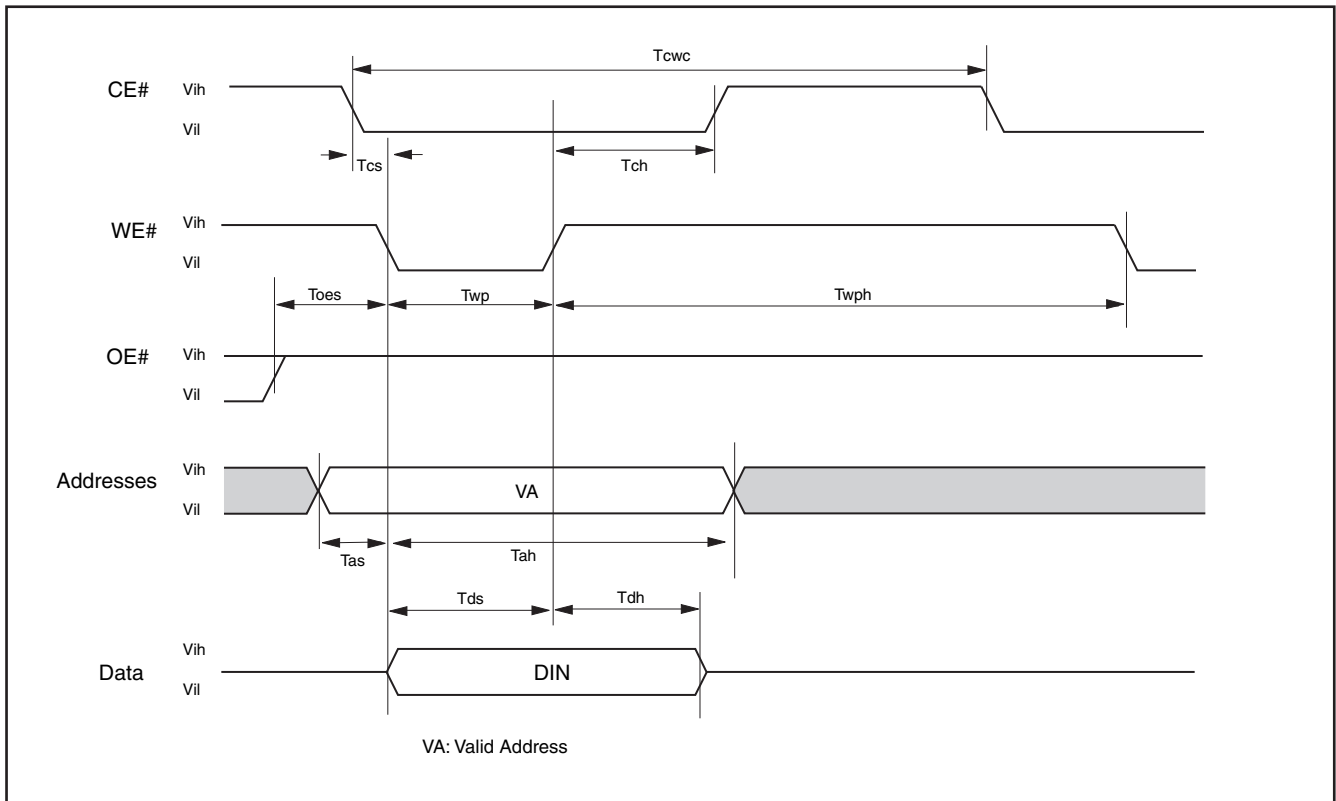 Tcwc
CE# Vih
Vil
Tcs Tch
WE# Vih
Vil
Toes Twp Twph
OE# Vih
Vil
Addresses Vih
VA
Vil
Tas Tah
Tds Tdh
Data Vih
DIN
Vil
VA: Valid Address